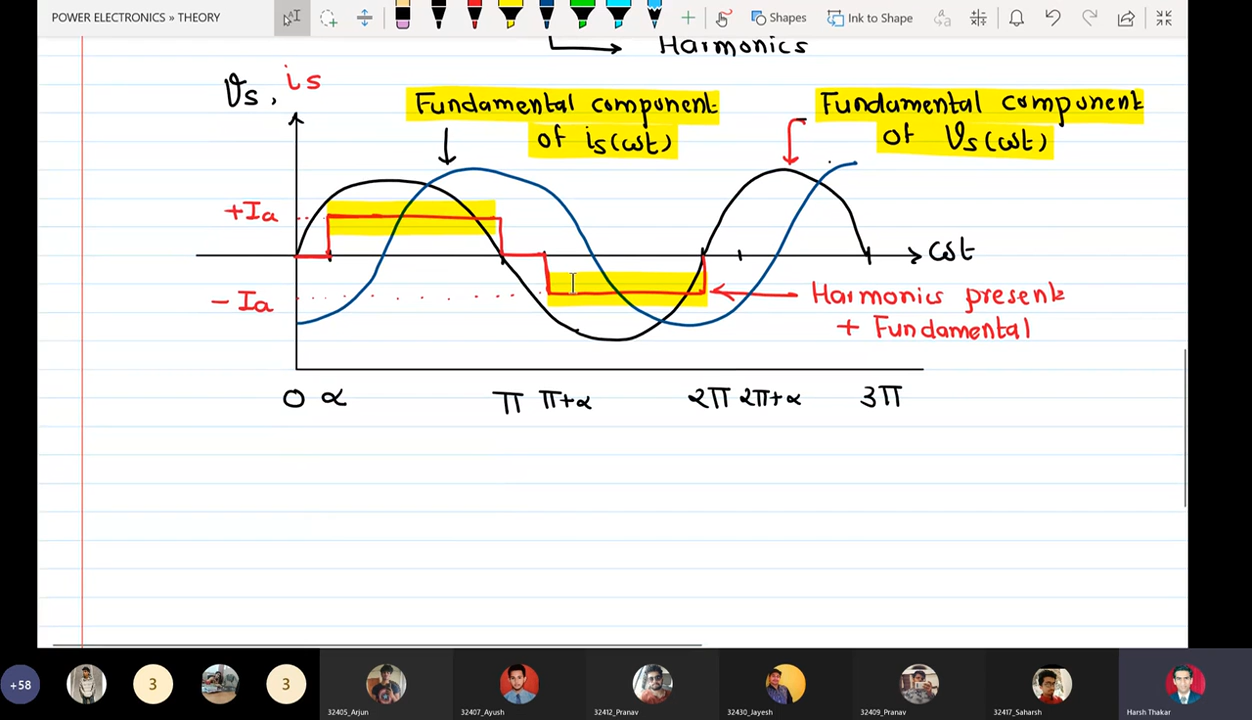 POWER ELECTRONICS » THEORY
Shapes
Ink to Shape
Harmonics
Vs, is
Fundamental component
of is(ωt)
Fundamental component
of Vs(ωt)
+Ia
ωt
-Ia
Harmonics present
+ Fundamental
0 α π π+α 2π 2π+α 3π
+58
3
3
32405_Arjun
32407_Ayush
32412_Pranav
32430_Jayesh
32409_Pranav
32417_Saharsh
Harsh Thakar